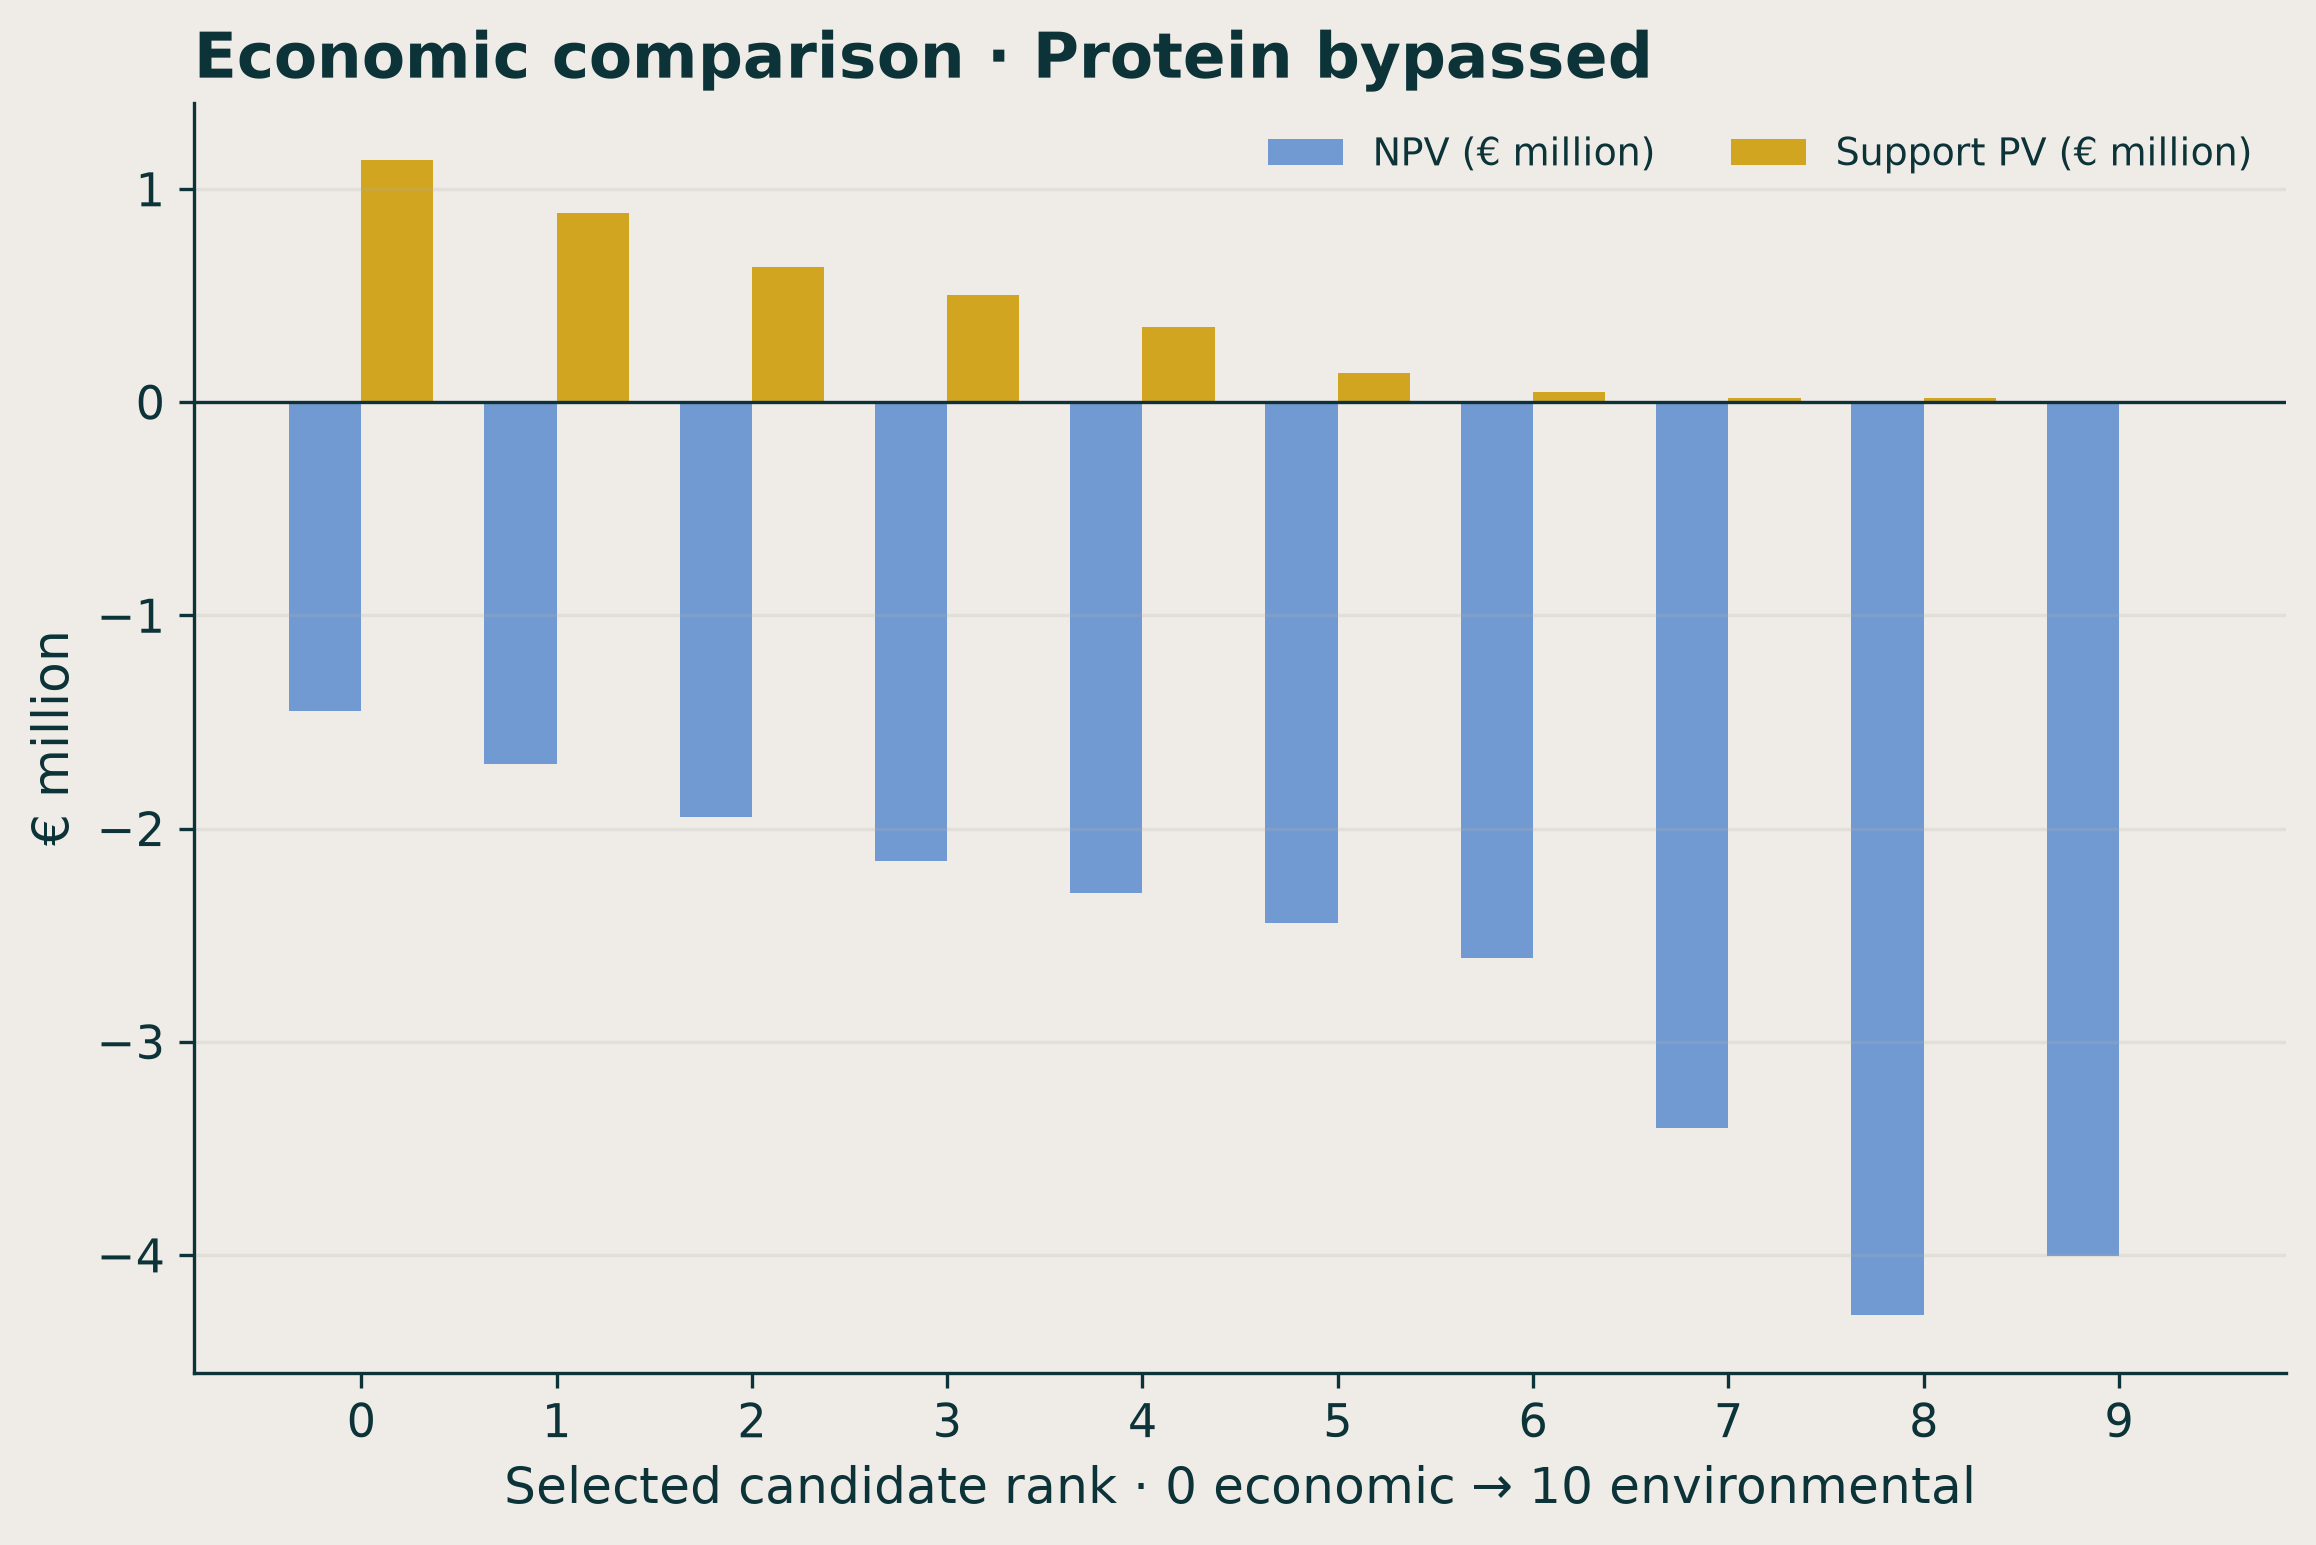 Economic comparison · Protein bypassed
NPV (€ million) Support PV (€ million)
1
0
−1
−2
−3
−4
€ million
0 1 2 3 4 5 6 7 8 9
Selected candidate rank · 0 economic → 10 environmental